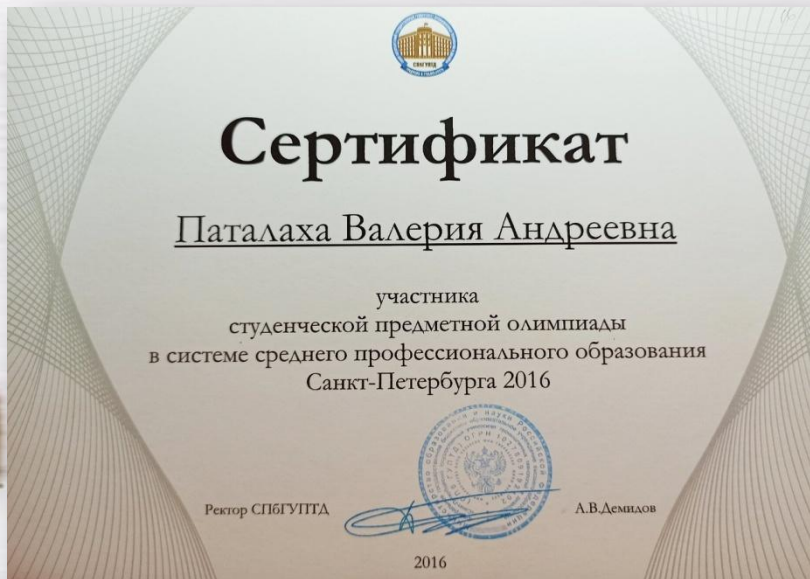 СПбГУПТД
Сертификат
Паталаха Валерия Андреевна
участника
студенческой предметной олимпиады
в системе среднего профессионального образования
Санкт-Петербурга 2016
Ректор СПбГУПТД
А.В.Демидов
2016